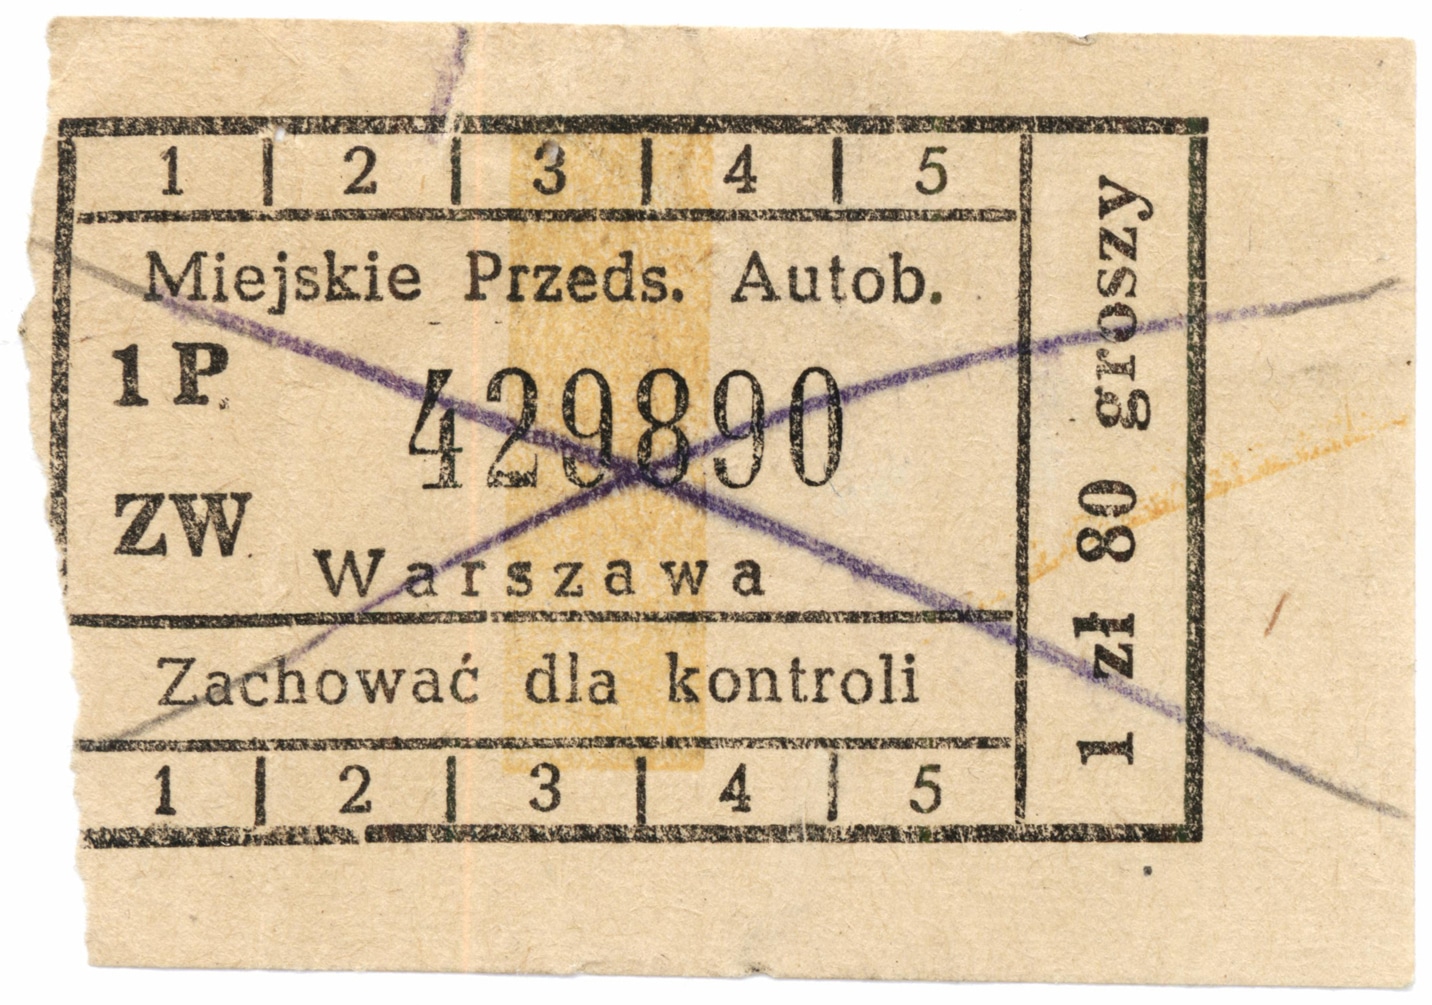 1 | 2 | 3 | 4 | 5
Miejskie Przeds. Autob.
1 P
429890
ZW
Warszawa
Zachować dla kontroli
1 | 2 | 3 | 4 | 5
1 zł 80 groszy